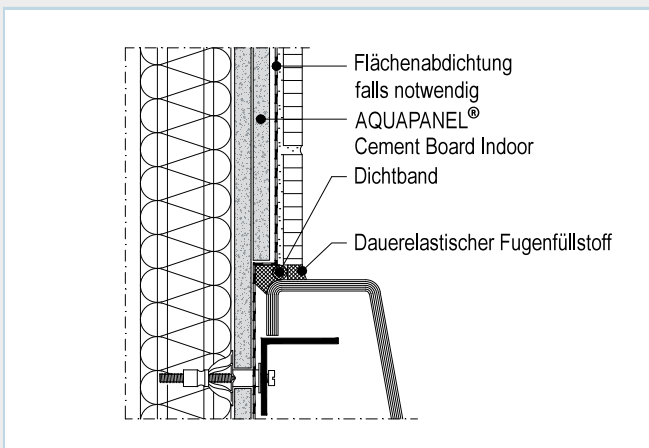 Flächenabdichtung
falls notwendig
AQUAPANEL®
Cement Board Indoor
Dichtband
Dauerelastischer Fugenfüllstoff